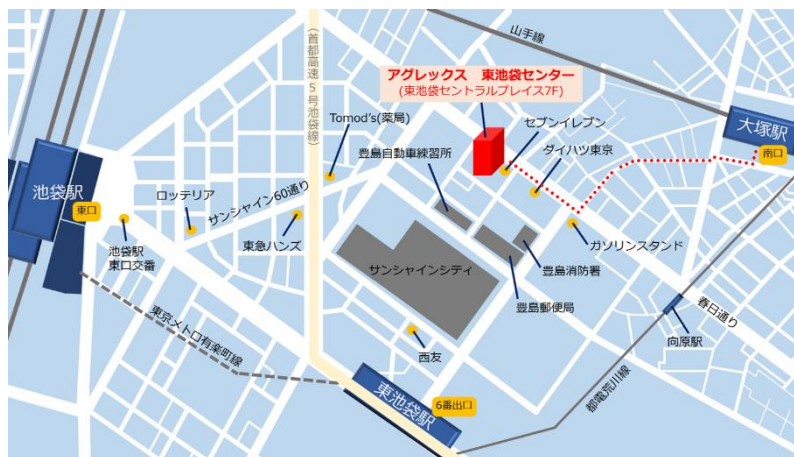 山手線
アグレックス 東池袋センター
(東池袋セントラルプレイス7F)
(首都高速5号池袋線)
大塚駅
南口
Tomod's(薬局)
セブンイレブン
ダイハツ東京
豊島自動車練習所
池袋駅
東口
ロッテリア
サンシャイン60通り
池袋駅
東口交番
東急ハンズ
ガソリンスタンド
サンシャインシティ
豊島消防署
豊島郵便局
春日通り
向原駅
東京メトロ有楽町線
西友
都電荒川線
東池袋駅
6番出口